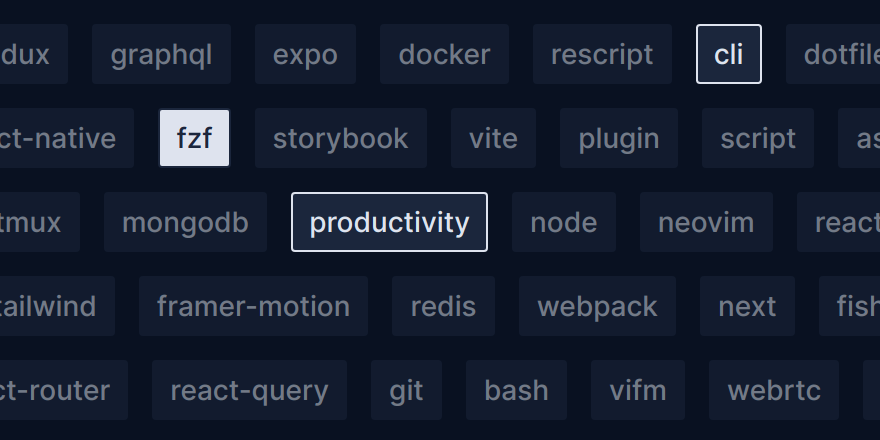 dux graphql expo docker rescript cli dotfile
ct-native fzf storybook vite plugin script as
tmux mongodb productivity node neovim react
tailwind framer-motion redis webpack next fish
ct-router react-query git bash vifm webrtc